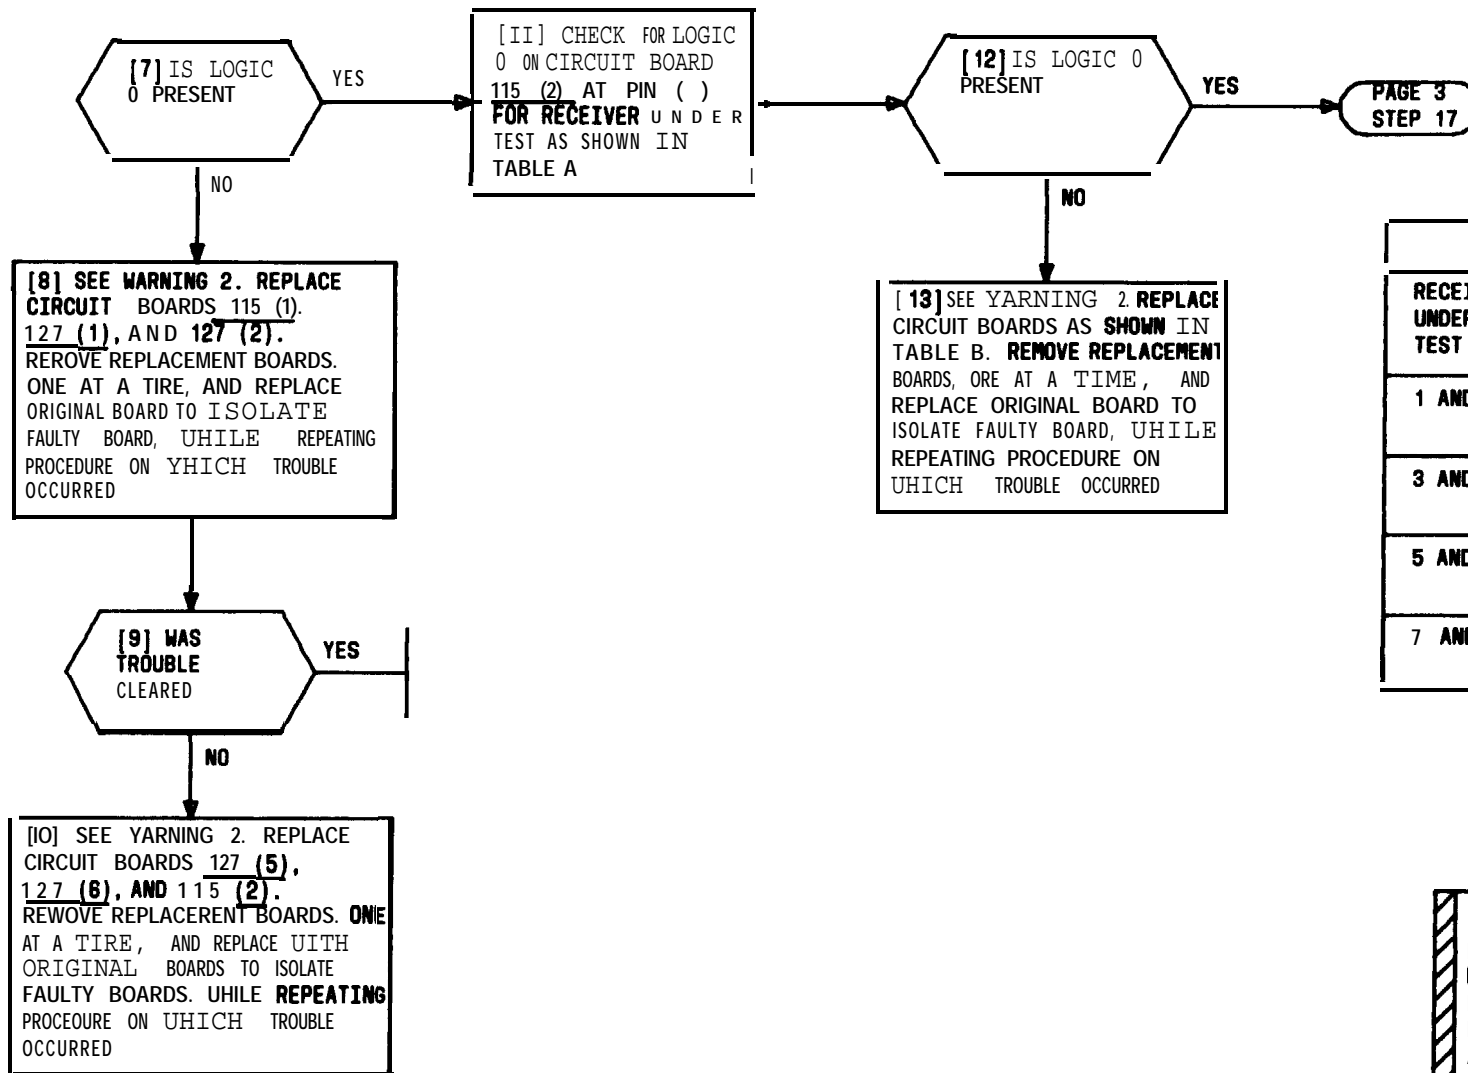 [7] IS LOGIC
0 PRESENT
YES
NO
[II] CHECK FOR LOGIC
0 ON CIRCUIT BOARD
115 (2) AT PIN ( )
FOR RECEIVER UNDER
TEST AS SHOWN IN
TABLE A
[12] IS LOGIC 0
PRESENT
YES
NO
PAGE 3
STEP 17
[8] SEE WARNING 2. REPLACE
CIRCUIT BOARDS 115 (1).
127 (1), AND 127 (2).
REROVE REPLACEMENT BOARDS.
ONE AT A TIRE, AND REPLACE
ORIGINAL BOARD TO ISOLATE
FAULTY BOARD, UHILE REPEATING
PROCEDURE ON YHICH TROUBLE
OCCURRED
[13] SEE YARNING 2. REPLACE
CIRCUIT BOARDS AS SHOWN IN
TABLE B. REMOVE REPLACEMENT
BOARDS, ORE AT A TIME, AND
REPLACE ORIGINAL BOARD TO
ISOLATE FAULTY BOARD, UHILE
REPEATING PROCEDURE ON
UHICH TROUBLE OCCURRED
RECEI
UNDER
TEST
1 AND
3 AND
5 AND
7 AND
[9] WAS
TROUBLE
CLEARED
YES
NO
[IO] SEE YARNING 2. REPLACE
CIRCUIT BOARDS 127 (5),
127 (6), AND 115 (2).
REWOVE REPLACERENT BOARDS. ONE
AT A TIRE, AND REPLACE UITH
ORIGINAL BOARDS TO ISOLATE
FAULTY BOARDS. UHILE REPEATING
PROCEOURE ON UHICH TROUBLE
OCCURRED